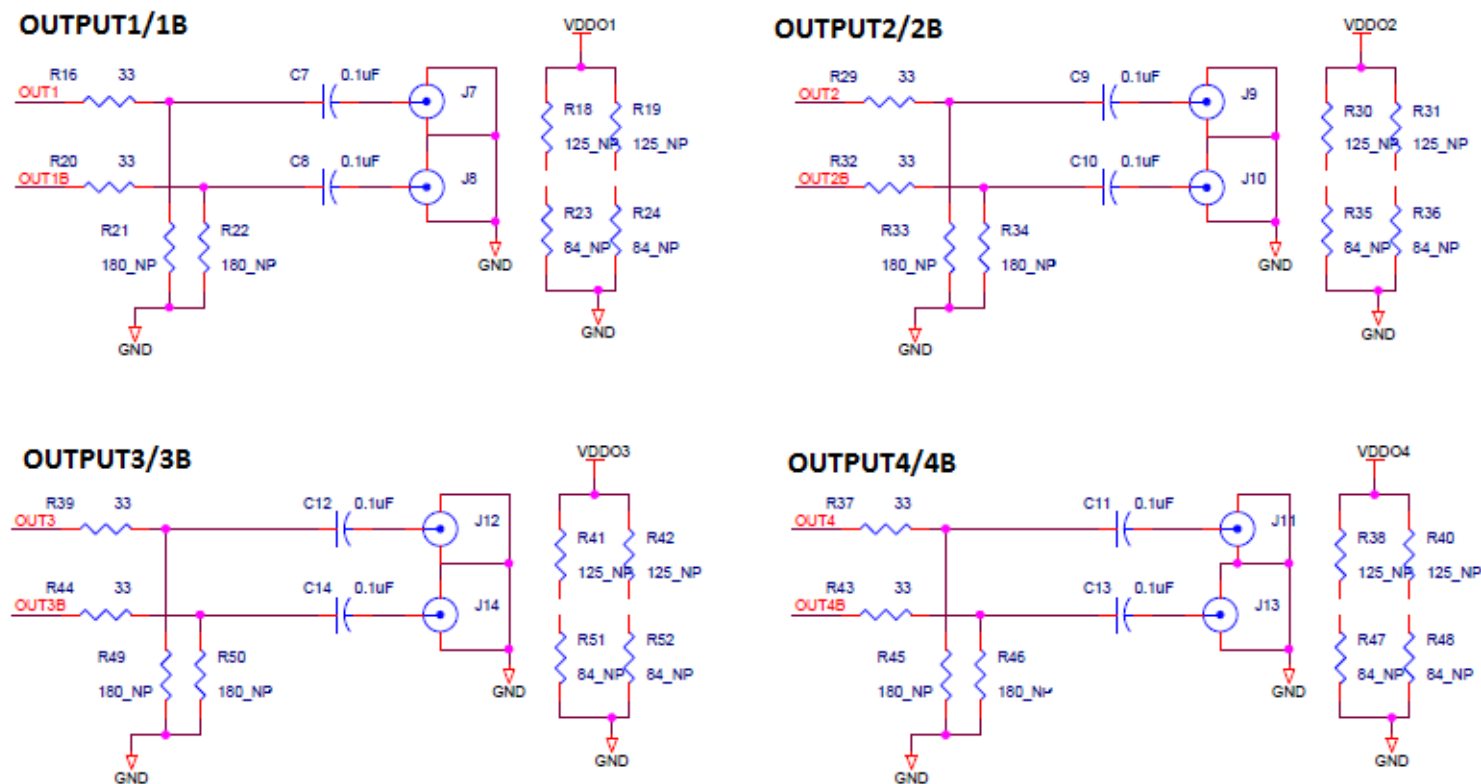 OUTPUT1/1B
VDDO1
R16 33
C7 0.1uF
OUT1
J7
R18
R19
125_NP
125_NP
R20 33
C8 0.1uF
OUT1B
J8
R21
R22
R23
R24
180_NP
180_NP
84_NP
84_NP
GND
GND
GND
OUTPUT2/2B
VDDO2
R29 33
C9 0.1uF
OUT2
J9
R30
R31
125_NP
125_NP
R32 33
C10 0.1uF
OUT2B
J10
R33
R34
R35
R36
180_NP
180_NP
84_NP
84_NP
GND
GND
GND
OUTPUT3/3B
VDDO3
R39 33
C12 0.1uF
OUT3
J12
R41
R42
125_NP
125_NP
R44 33
C14 0.1uF
OUT3B
J14
R49
R50
R51
R52
180_NP
180_NP
84_NP
84_NP
GND
GND
GND
OUTPUT4/4B
VDDO4
R37 33
C11 0.1uF
OUT4
J11
R38
R40
125_NP
125_NP
R43 33
C13 0.1uF
OUT4B
J13
R45
R46
R47
R48
180_NP
180_NP
84_NP
84_NP
GND
GND
GND